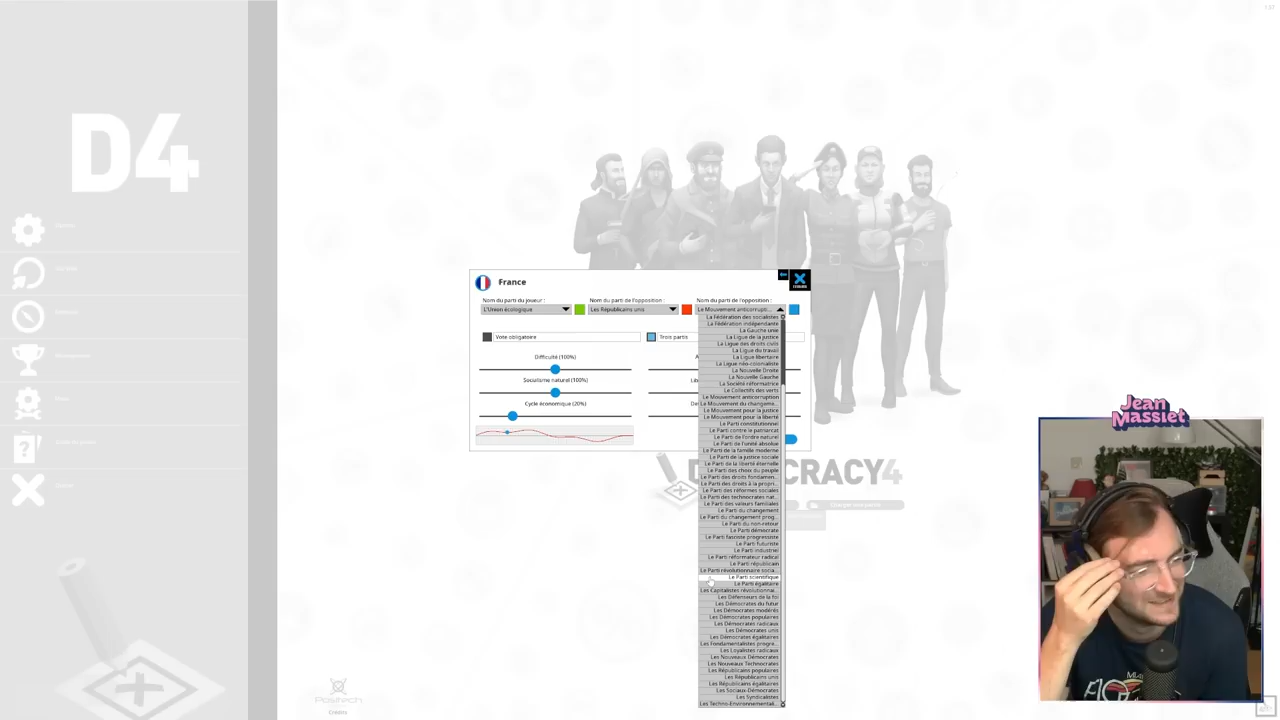 1.57
D4
France
Nom du parti du joueur :
Nom du parti de l'opposition :
Nom du parti de l'opposition :
L'Union écologique
Les Républicains unis
Le Mouvement anticorrupti...
Vote obligatoire
Trois partis
Difficulté (100%)
Socialisme naturel (100%)
Cycle économique (20%)
La Fédération des socialistes
La Fédération indépendante
La Gauche unie
La Ligue de la justice
La Ligue des droits civils
La Ligue du travail
La Ligue libertaire
La Ligue néo-colonialiste
La Nouvelle Droite
La Nouvelle Gauche
La Société réformatrice
Le Collectifs des verts
Le Mouvement anticorruption
Le Mouvement du changeme...
Le Mouvement pour la justice
Le Mouvement pour la liberté
Le Parti constitutionnel
Le Parti contre le patriarcat
Le Parti de l'ordre naturel
Le Parti de l'unité absolue
Le Parti de la famille moderne
Le Parti de la justice sociale
Le Parti de la liberté éternelle
Le Parti des choix du peuple
Le Parti des droits fondamen...
Le Parti des droits à la propri...
Le Parti des réformes sociales
Le Parti des technocrates nat...
Le Parti des valeurs familiales
Le Parti du changement
Le Parti du changement prog...
Le Parti du non-retour
Le Parti démocrate
Le Parti fasciste progressiste
Le Parti futuriste
Le Parti industriel
Le Parti réformateur radical
Le Parti républicain
Le Parti révolutionnaire socia...
Le Parti scientifique
Le Parti égalitaire
Les Capitalistes révolutionnai...
Les Défenseurs de la foi
Les Démocrates du futur
Les Démocrates modérés
Les Démocrates populaires
Les Démocrates radicaux
Les Démocrates unis
Les Démocrates égalitaires
Les Fondamentalistes progre...
Les Loyalistes radicaux
Les Nouveaux Démocrates
Les Nouveaux Technocrates
Les Républicains populaires
Les Républicains unis
Les Républicains égalitaires
Les Sociaux-Démocrates
Les Syndicalistes
Les Techno-Environnementali...
CRACY4
Jean
Massiet
Positech
Crédits